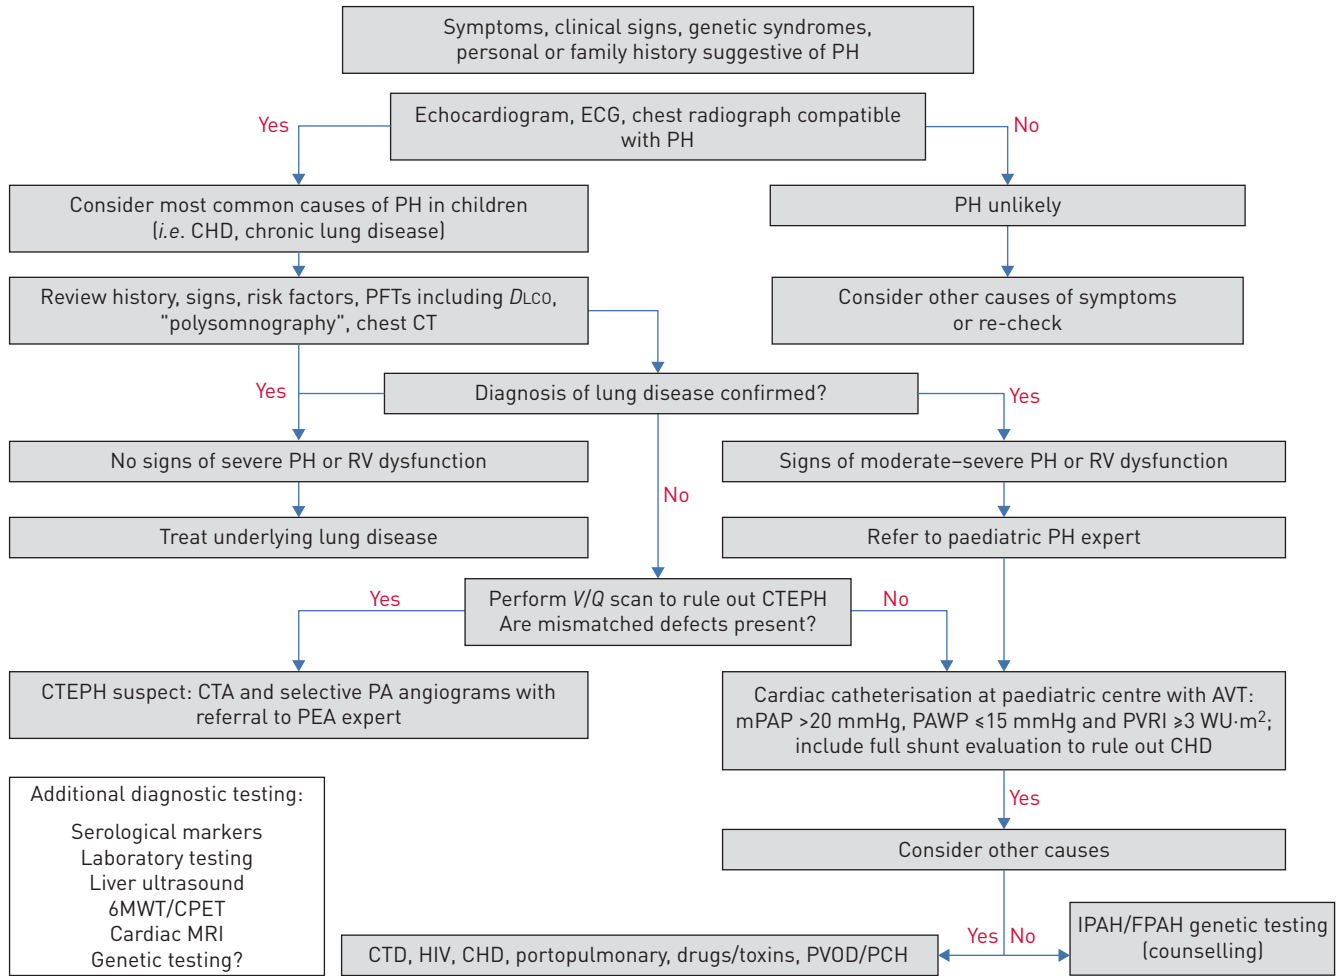 Symptoms, clinical signs, genetic syndromes,
personal or family history suggestive of PH
Echocardiogram, ECG, chest radiograph compatible
with PH
Yes
No
Consider most common causes of PH in children
(i.e. CHD, chronic lung disease)
PH unlikely
Review history, signs, risk factors, PFTs including DLCO,
"polysomnography", chest CT
Consider other causes of symptoms
or re-check
Diagnosis of lung disease confirmed?
Yes
Yes
No signs of severe PH or RV dysfunction
Signs of moderate–severe PH or RV dysfunction
No
Treat underlying lung disease
Refer to paediatric PH expert
Perform V/Q scan to rule out CTEPH
Are mismatched defects present?
Yes
No
CTEPH suspect: CTA and selective PA angiograms with
referral to PEA expert
Cardiac catheterisation at paediatric centre with AVT:
mPAP >20 mmHg, PAWP ≤15 mmHg and PVRI ≥3 WU·m²;
include full shunt evaluation to rule out CHD
Yes
Consider other causes
Additional diagnostic testing:
Serological markers
Laboratory testing
Liver ultrasound
6MWT/CPET
Cardiac MRI
Genetic testing?
Yes
No
CTD, HIV, CHD, portopulmonary, drugs/toxins, PVOD/PCH
IPAH/FPAH genetic testing
(counselling)